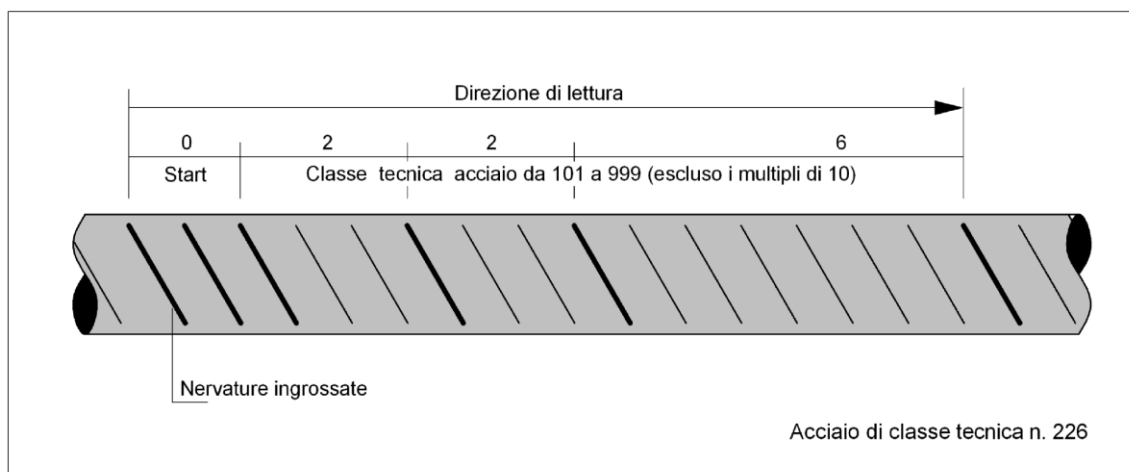 Direzione di lettura
0 2 2 6
Start Classe tecnica acciaio da 101 a 999 (escluso i multipli di 10)
Nervature ingrossate
Acciaio di classe tecnica n. 226